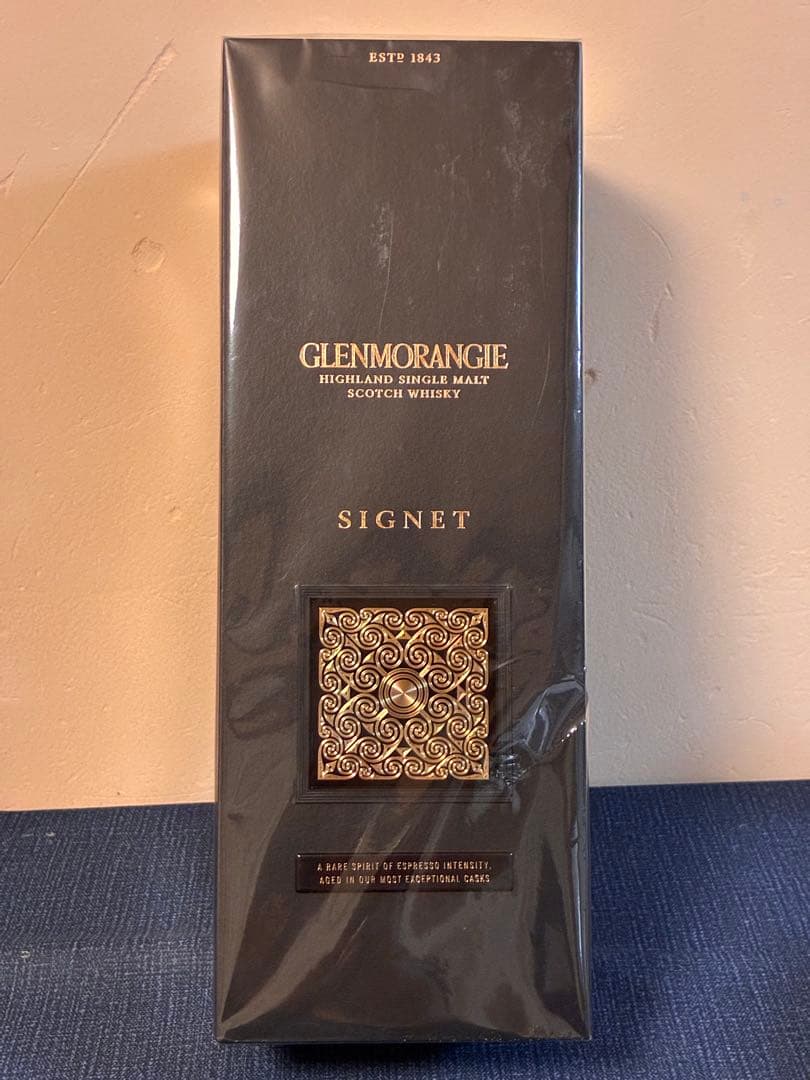 ESTD 1843
GLENMORANGIE
HIGHLAND SINGLE MALT
SCOTCH WHISKY
SIGNET
A RARE SPIRIT OF ESPRESSO INTENSITY,
AGED IN OUR MOST EXCEPTIONAL CASKS